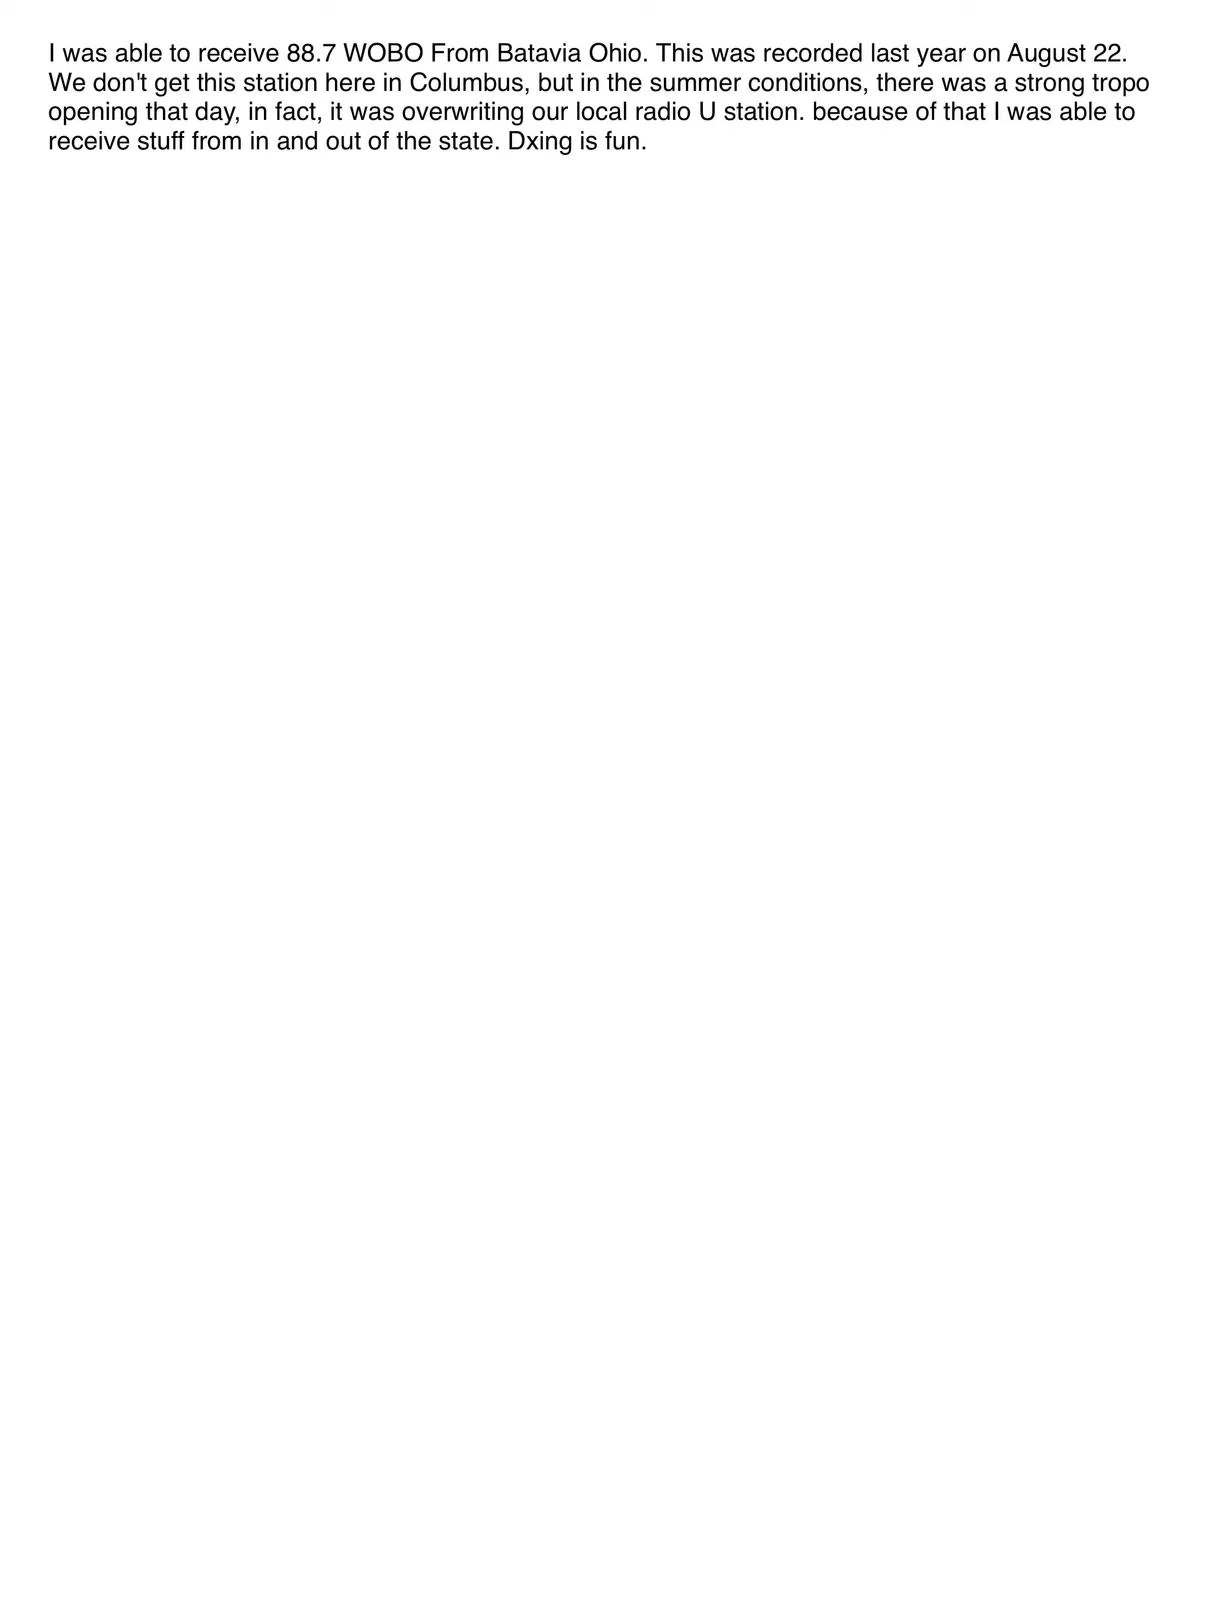 I was able to receive 88.7 WOBO From Batavia Ohio. This was recorded last year on August 22.
We don't get this station here in Columbus, but in the summer conditions, there was a strong tropo
opening that day, in fact, it was overwriting our local radio U station. because of that I was able to
receive stuff from in and out of the state. Dxing is fun.